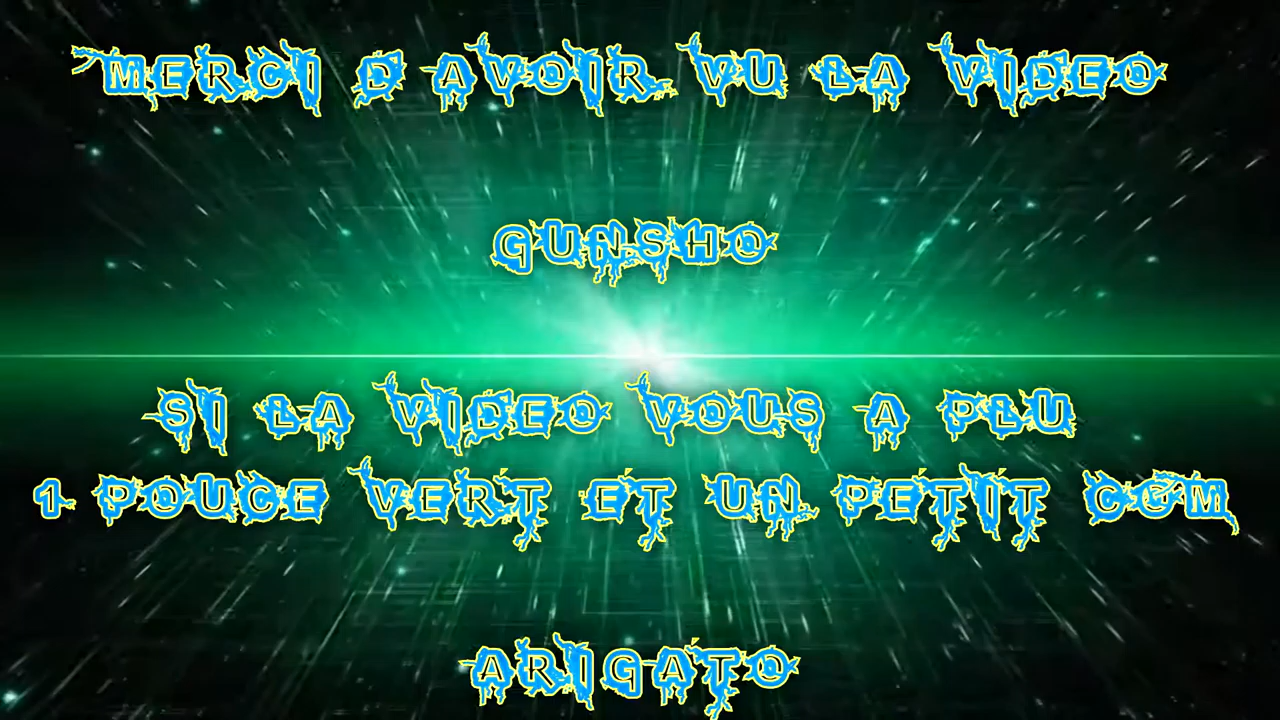 MERCI D AVOIR VU LA VIDEO
GUNSHO
SI LA VIDEO VOUS A PLU
1 POUCE VERT ET UN PETIT COM
ARIGATO